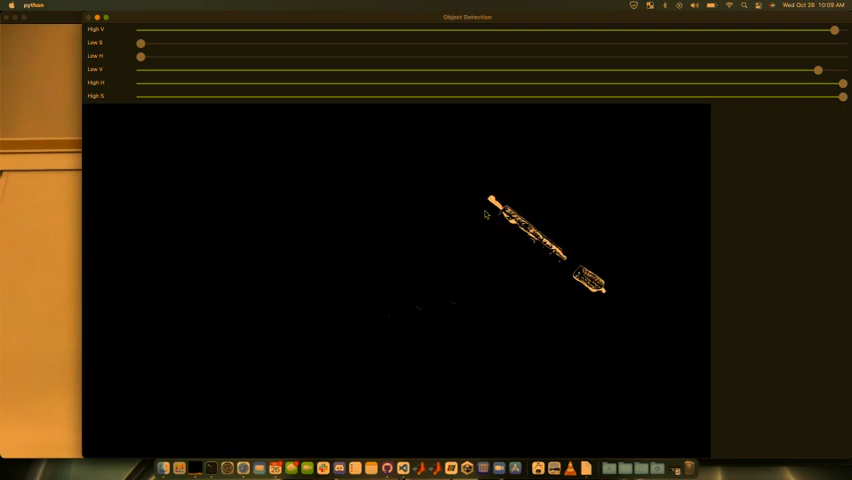 python
Wed Oct 26 10:09 AM
Object Detection
High V
Low S
Low H
Low V
High H
High S